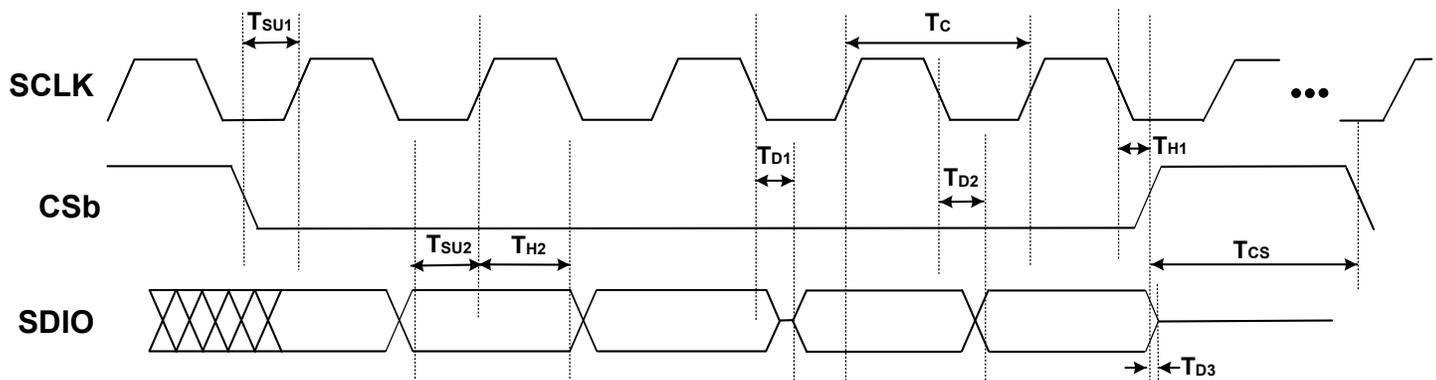 TSU1
TC
SCLK
•••
TD1
TH1
TD2
CSb
TSU2
TH2
TCS
SDIO
TD3